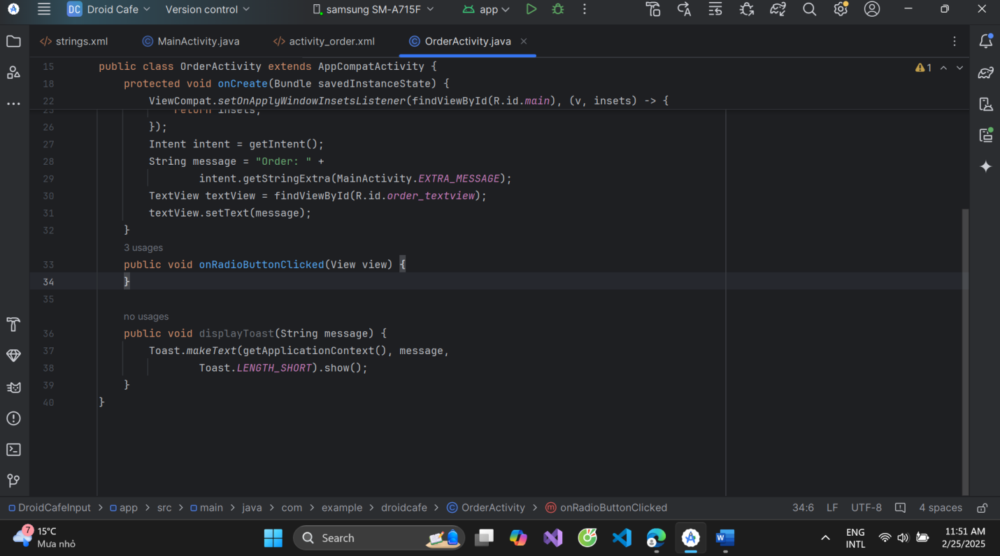 DC Droid Cafe Version control samsung SM-A715F app
strings.xml MainActivity.java activity_order.xml OrderActivity.java
15 public class OrderActivity extends AppCompatActivity {
18 protected void onCreate(Bundle savedInstanceState) {
22 ViewCompat.setOnApplyWindowInsetsListener(findViewById(R.id.main), (v, insets) -> {
25 return insets;
26 });
27 Intent intent = getIntent();
28 String message = "Order: " +
29 intent.getStringExtra(MainActivity.EXTRA_MESSAGE);
30 TextView textView = findViewById(R.id.order_textview);
31 textView.setText(message);
32 }
3 usages
33 public void onRadioButtonClicked(View view) {
34 }
35
no usages
36 public void displayToast(String message) {
37 Toast.makeText(getApplicationContext(), message,
38 Toast.LENGTH_SHORT).show();
39 }
40 }
1
DroidCafeInput > app > src > main > java > com > example > droidcafe > OrderActivity > onRadioButtonClicked 34:6 LF UTF-8 4 spaces
7 15°C
Mưa nhỏ
Search
ENG
INTL
11:51 AM
2/25/2025